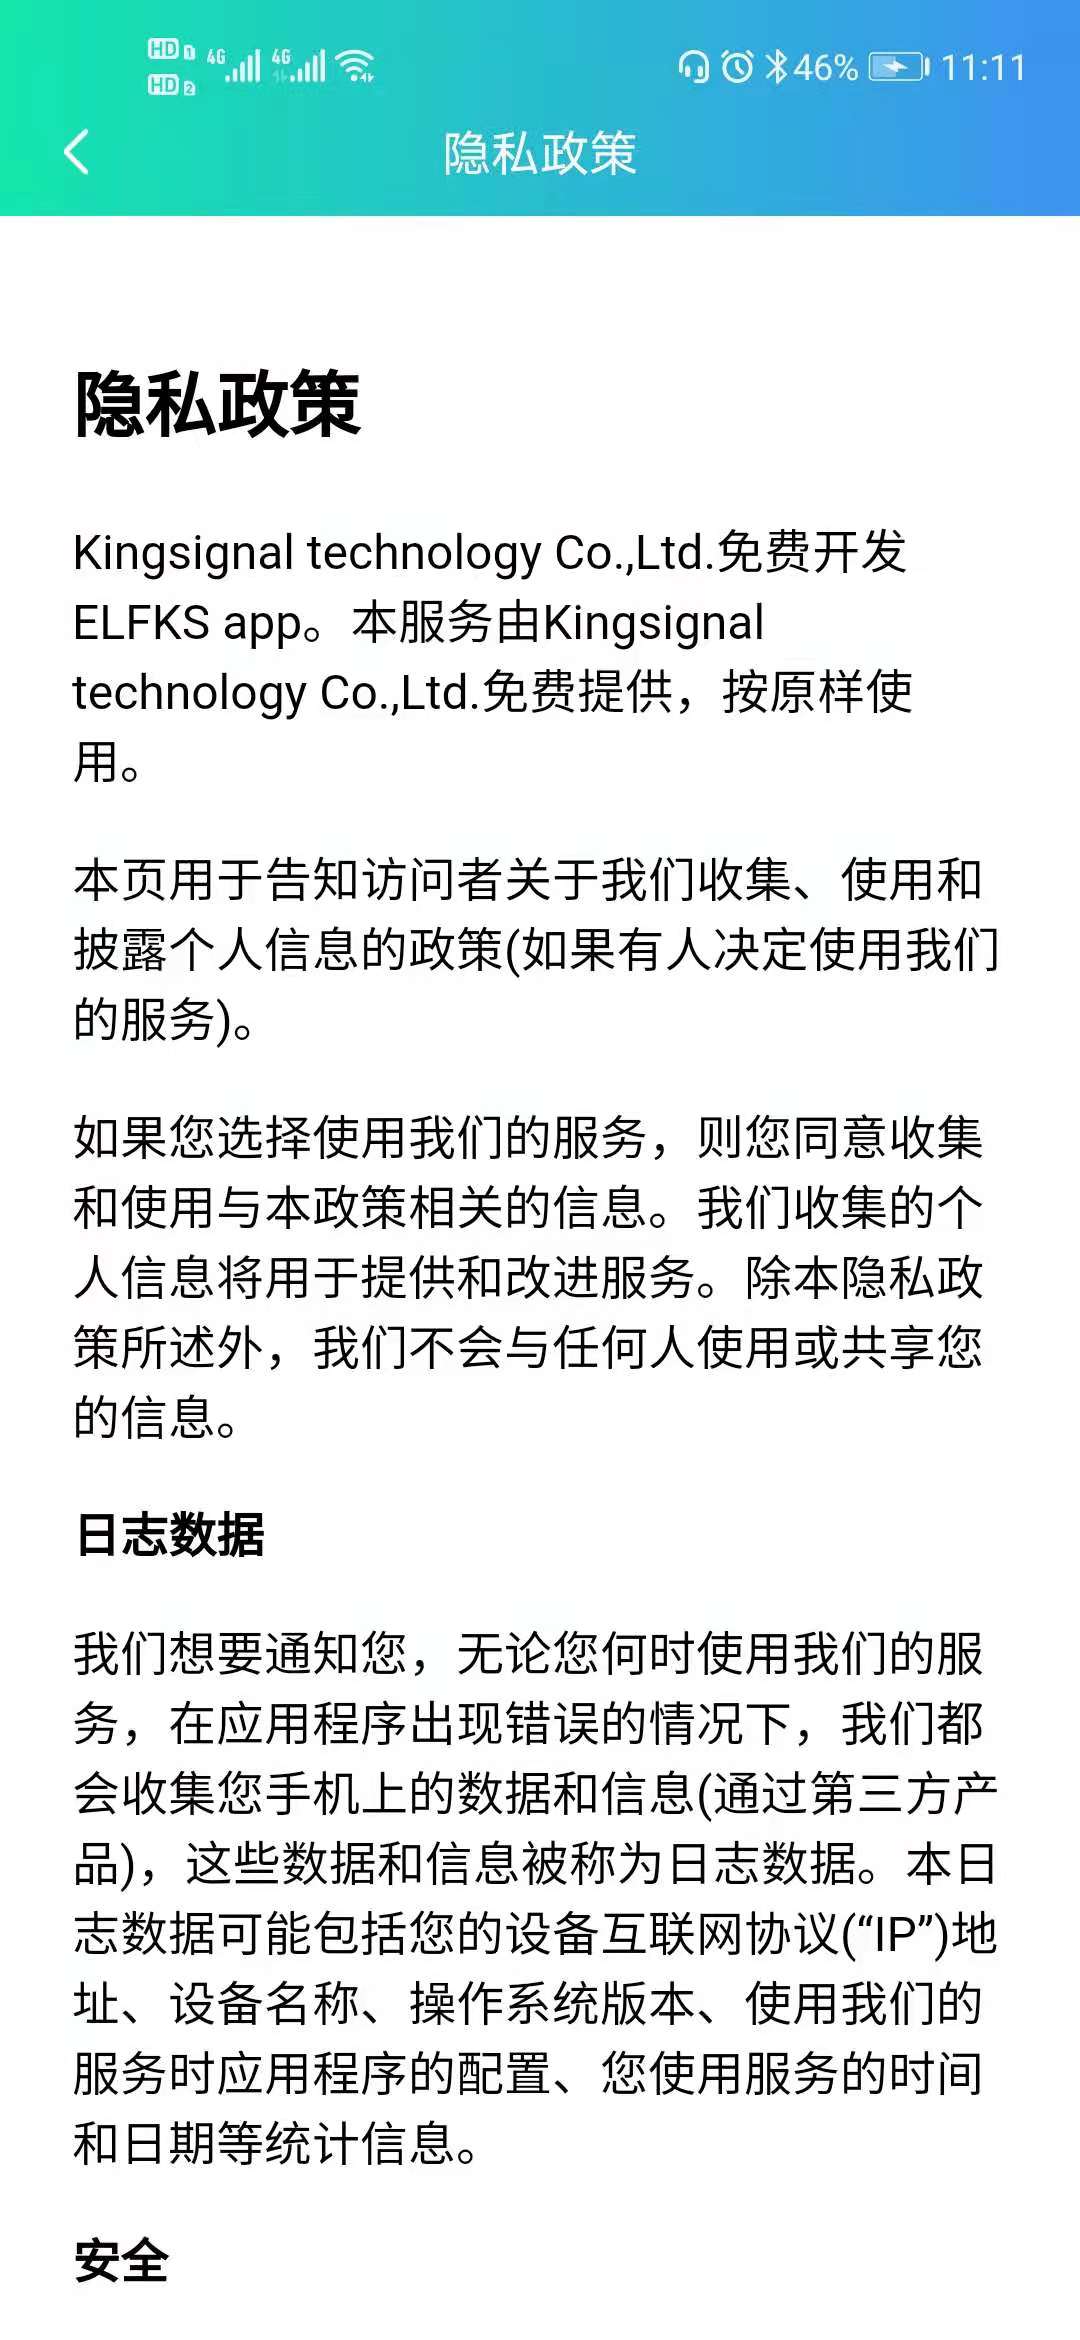 HD 1 4G 4G
HD 2
46% 11:11
隐私政策
隐私政策
Kingsignal technology Co.,Ltd.免费开发
ELFKS app。本服务由Kingsignal
technology Co.,Ltd.免费提供，按原样使
用。
本页用于告知访问者关于我们收集、使用和
披露个人信息的政策(如果有人决定使用我们
的服务)。
如果您选择使用我们的服务，则您同意收集
和使用与本政策相关的信息。我们收集的个
人信息将用于提供和改进服务。除本隐私政
策所述外，我们不会与任何人使用或共享您
的信息。
日志数据
我们想要通知您，无论您何时使用我们的服
务，在应用程序出现错误的情况下，我们都
会收集您手机上的数据和信息(通过第三方产
品)，这些数据和信息被称为日志数据。本日
志数据可能包括您的设备互联网协议(“IP”)地
址、设备名称、操作系统版本、使用我们的
服务时应用程序的配置、您使用服务的时间
和日期等统计信息。
安全